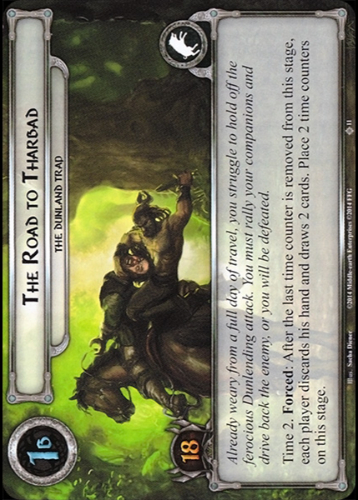 1B
THE ROAD TO THARBAD
THE DUNLAND TRAP
18
Already weary from a full day of travel, you struggle to hold off the
ferocious Dunlending attack. You must rally your companions and
drive back the enemy, or you will be defeated.
Time 2. Forced: After the last time counter is removed from this stage,
each player discards his hand and draws 2 cards. Place 2 time counters
on this stage.
Illus. Sacha Diener ©2014 Middle-earth Enterprises ©2014 FFG 11